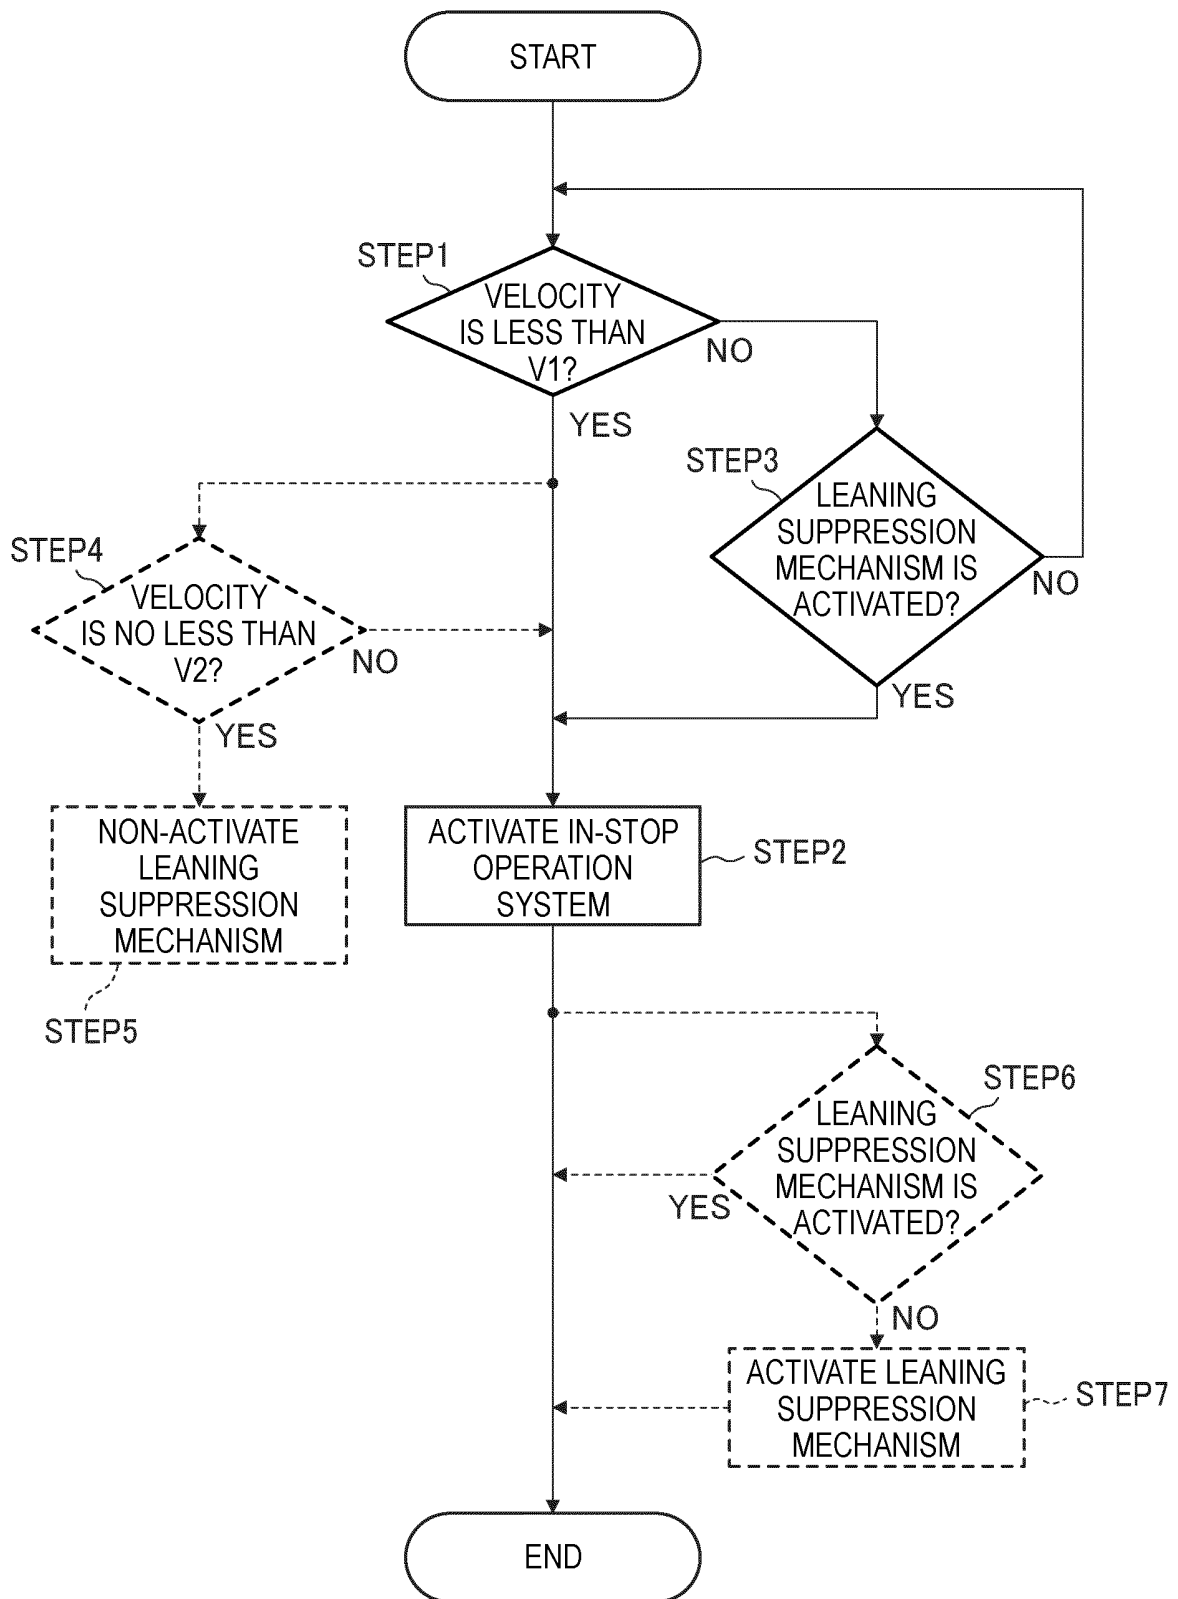 START
STEP1
VELOCITY
IS LESS THAN
V1?
NO
YES
STEP3
LEANING
SUPPRESSION
MECHANISM IS
ACTIVATED?
NO
YES
STEP4
VELOCITY
IS NO LESS THAN
V2?
NO
YES
NON-ACTIVATE
LEANING
SUPPRESSION
MECHANISM
STEP5
ACTIVATE IN-STOP
OPERATION
SYSTEM
STEP2
STEP6
LEANING
SUPPRESSION
MECHANISM IS
ACTIVATED?
YES
NO
ACTIVATE LEANING
SUPPRESSION
MECHANISM
STEP7
END